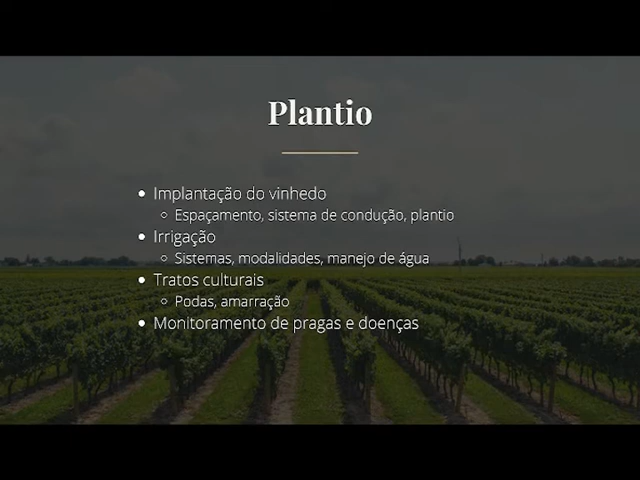 Plantio
• Implantação do vinhedo
◦ Espaçamento, sistema de condução, plantio
• Irrigação
◦ Sistemas, modalidades, manejo de água
• Tratos culturais
◦ Podas, amarração
• Monitoramento de pragas e doenças